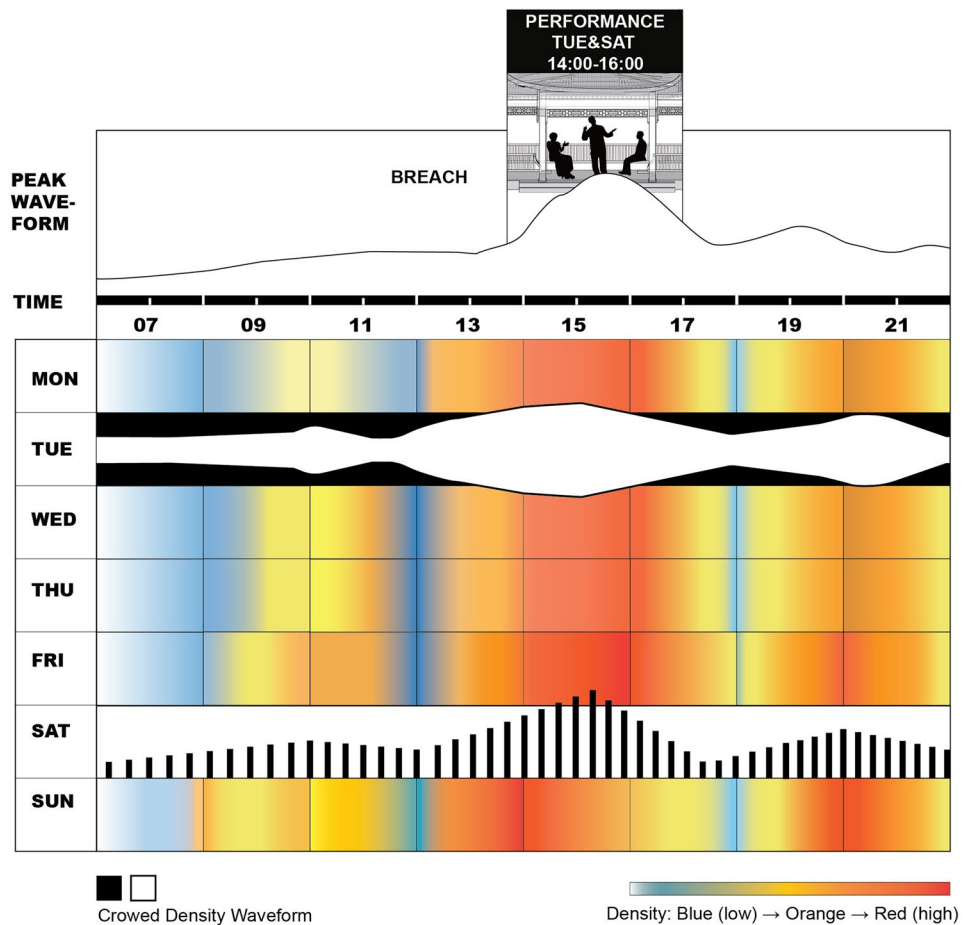 PERFORMANCE
TUE&SAT
14:00-16:00
BREACH
PEAK
WAVE-
FORM
TIME
07 09 11 13 15 17 19 21
MON
TUE
WED
THU
FRI
SAT
SUN
Crowed Density Waveform
Density: Blue (low) → Orange → Red (high)